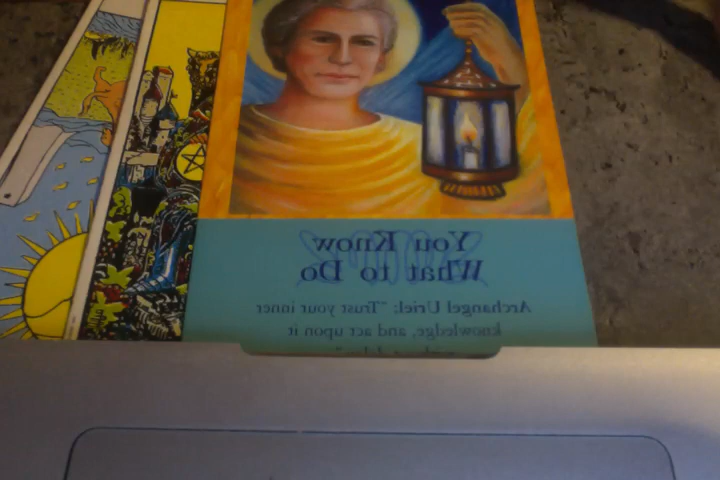 You Know
What to Do
Archangel Uriel: "Trust your inner
knowledge, and act upon it